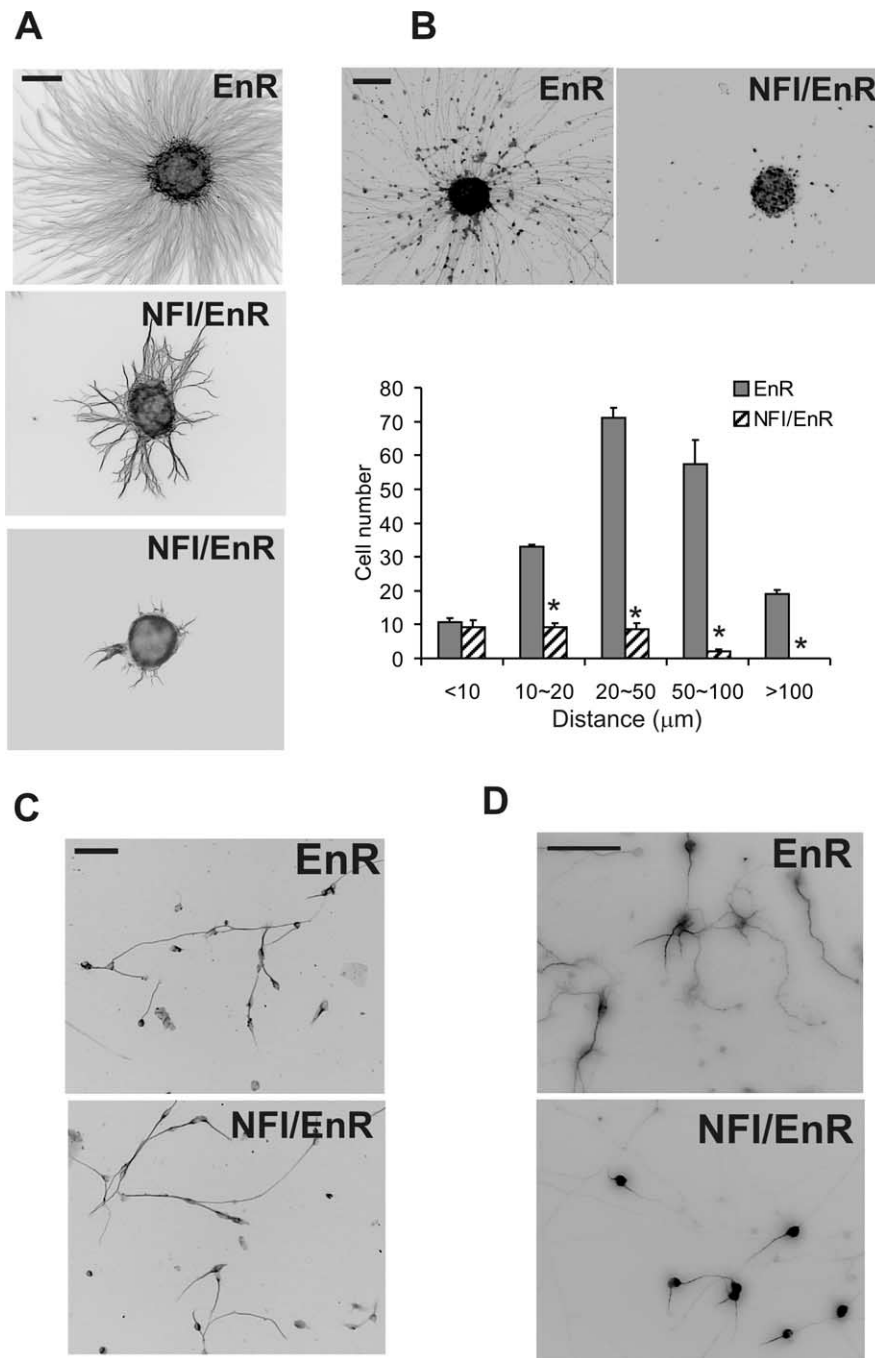 A
EnR
NFI/EnR
NFI/EnR
B
EnR
NFI/EnR
80
70
60
50
40
30
20
10
0
Cell number
EnR
NFI/EnR
*
*
*
*
<10 10~20 20~50 50~100 >100
Distance (μm)
C
EnR
NFI/EnR
D
EnR
NFI/EnR